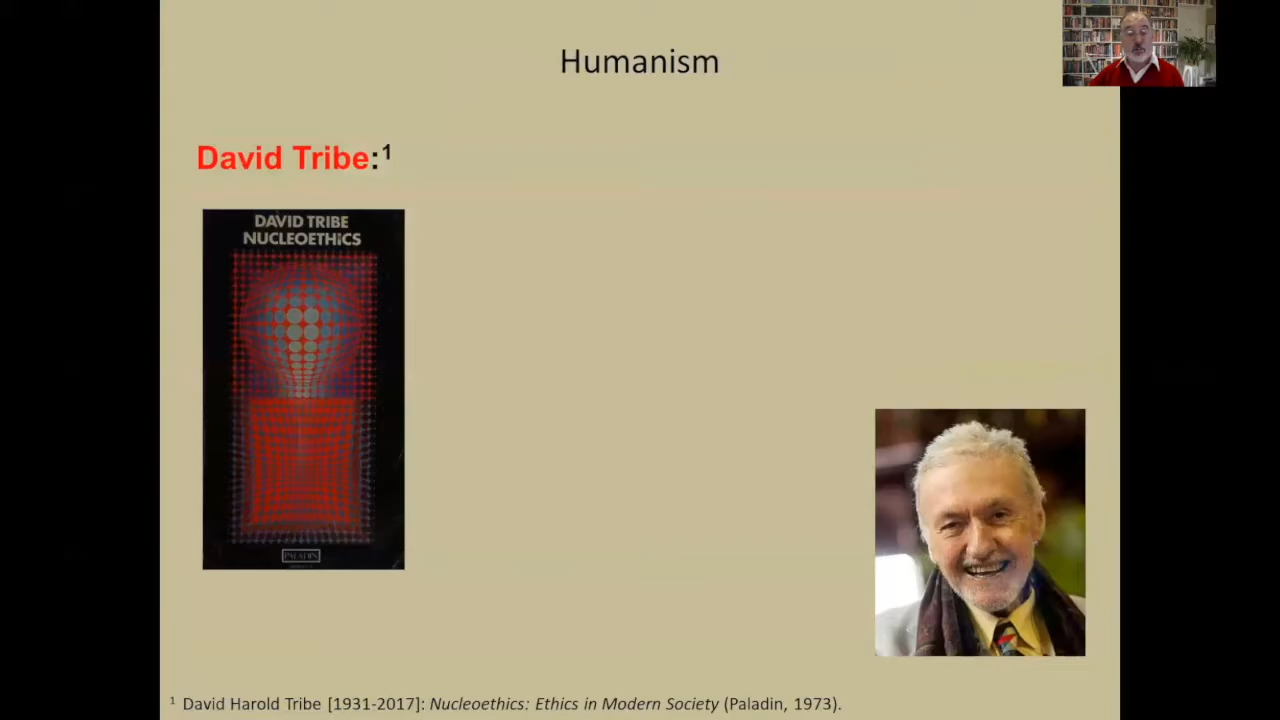 Humanism
David Tribe:¹
DAVID TRIBE
NUCLEOETHICS
PALADIN
¹ David Harold Tribe [1931-2017]: Nucleoethics: Ethics in Modern Society (Paladin, 1973).